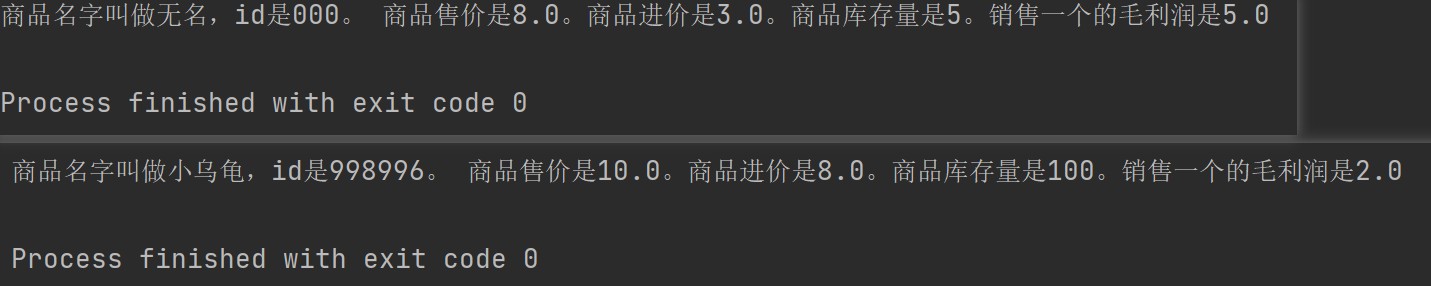 商品名字叫做无名，id是000。 商品售价是8.0。商品进价是3.0。商品库存量是5。销售一个的毛利润是5.0
Process finished with exit code 0
商品名字叫做小乌龟，id是998996。 商品售价是10.0。商品进价是8.0。商品库存量是100。销售一个的毛利润是2.0
Process finished with exit code 0